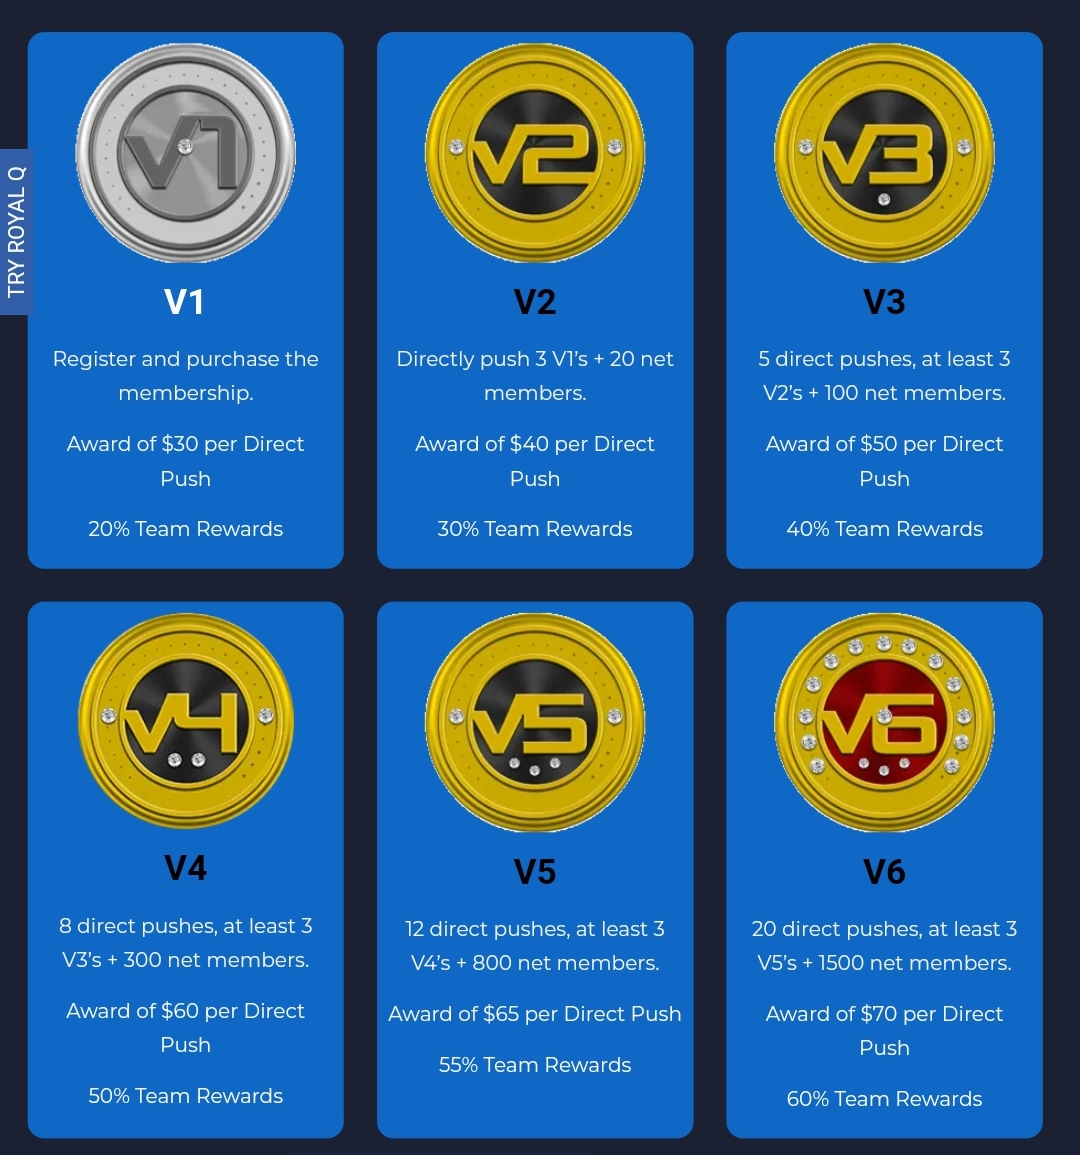 TRY ROYAL Q
V1
V1
Register and purchase the
membership.
Award of $30 per Direct
Push
20% Team Rewards
V2
V2
Directly push 3 V1’s + 20 net
members.
Award of $40 per Direct
Push
30% Team Rewards
V3
V3
5 direct pushes, at least 3
V2’s + 100 net members.
Award of $50 per Direct
Push
40% Team Rewards
V4
V4
8 direct pushes, at least 3
V3’s + 300 net members.
Award of $60 per Direct
Push
50% Team Rewards
V5
V5
12 direct pushes, at least 3
V4’s + 800 net members.
Award of $65 per Direct Push
55% Team Rewards
V6
V6
20 direct pushes, at least 3
V5’s + 1500 net members.
Award of $70 per Direct
Push
60% Team Rewards